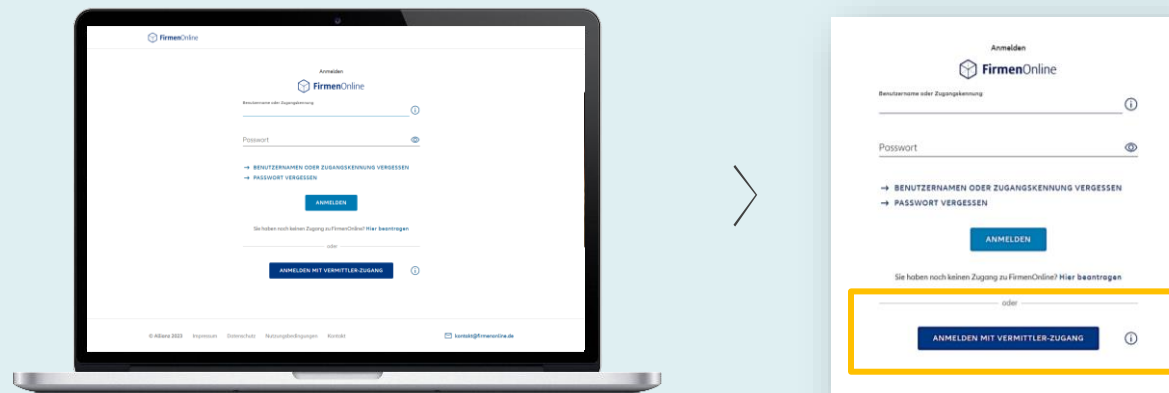 FirmenOnline
Anmelden
FirmenOnline
Benutzername oder Zugangskennung
Passwort
→ BENUTZERNAMEN ODER ZUGANGSKENNUNG VERGESSEN
→ PASSWORT VERGESSEN
ANMELDEN
Sie haben noch keinen Zugang zu FirmenOnline? Hier beantragen
oder
ANMELDEN MIT VERMITTLER-ZUGANG
© Allianz 2023 Impressum Datenschutz Nutzungsbedingungen Kontakt kontakt@firmenonline.de
Anmelden
FirmenOnline
Benutzername oder Zugangskennung
Passwort
→ BENUTZERNAMEN ODER ZUGANGSKENNUNG VERGESSEN
→ PASSWORT VERGESSEN
ANMELDEN
Sie haben noch keinen Zugang zu FirmenOnline? Hier beantragen
oder
ANMELDEN MIT VERMITTLER-ZUGANG